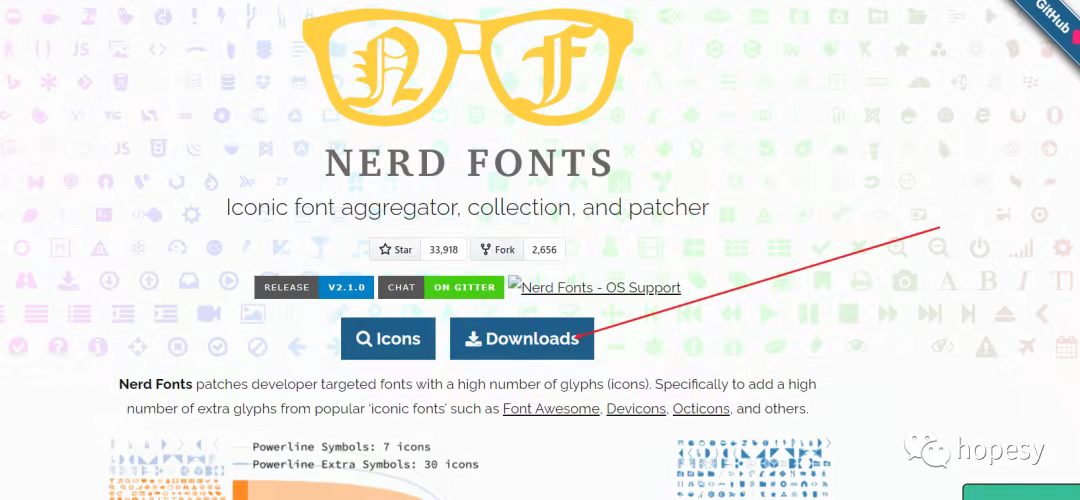 GitHub
NF
NERD FONTS
Iconic font aggregator, collection, and patcher
Star 33,918 Fork 2,656
RELEASE V2.1.0 CHAT ON GITTER Nerd Fonts - OS Support
Icons Downloads
Nerd Fonts patches developer targeted fonts with a high number of glyphs (icons). Specifically to add a high
number of extra glyphs from popular ‘iconic fonts’ such as Font Awesome, Devicons, Octicons, and others.
Powerline Symbols: 7 icons
Powerline Extra Symbols: 30 icons
hopesy